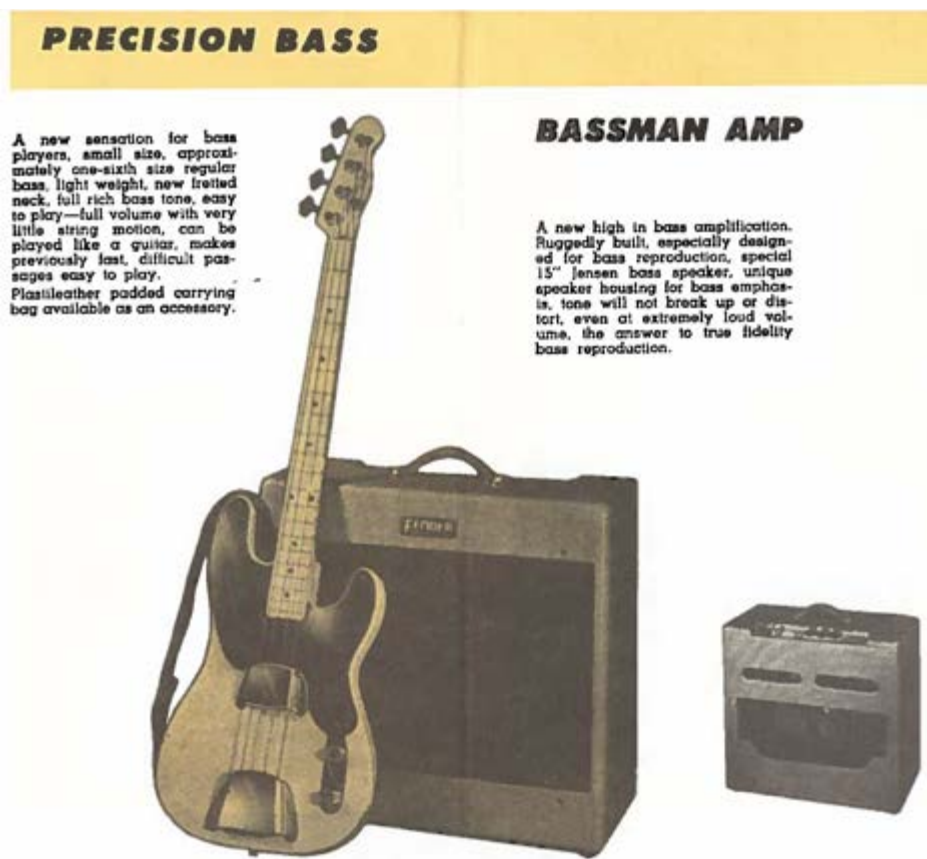 PRECISION BASS
A new sensation for bass
players, small size, approxi-
mately one-sixth size regular
bass, light weight, new fretted
neck, full rich bass tone, easy
to play—full volume with very
little string motion, can be
played like a guitar, makes
previously fast, difficult pas-
sages easy to play.
Plastileather padded carrying
bag available as an accessory.
BASSMAN AMP
A new high in bass amplification.
Ruggedly built, especially design-
ed for bass reproduction, special
15" Jensen bass speaker, unique
speaker housing for bass emphas-
is, tone will not break up or dis-
tort, even at extremely loud vol-
ume, the answer to true fidelity
bass reproduction.
FENDER